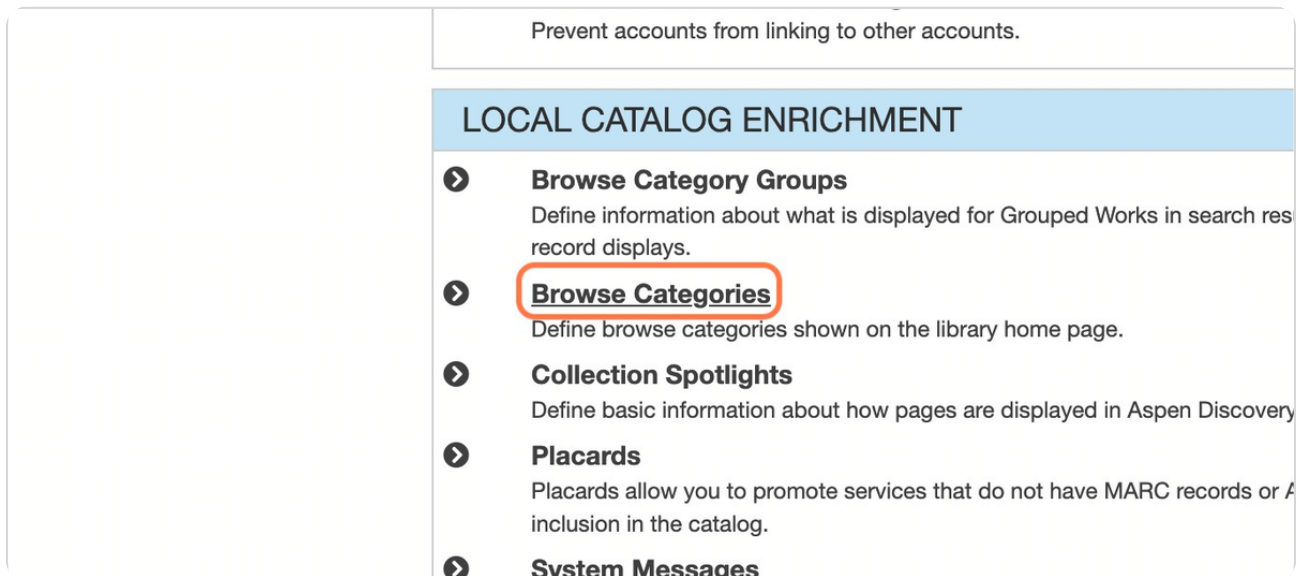 Prevent accounts from linking to other accounts.
LOCAL CATALOG ENRICHMENT
Browse Category Groups
Define information about what is displayed for Grouped Works in search
record displays.
Browse Categories
Define browse categories shown on the library home page.
Collection Spotlights
Define basic information about how pages are displayed in Aspen Discovery
Placards
Placards allow you to promote services that do not have MARC records or
inclusion in the catalog.
System Messages